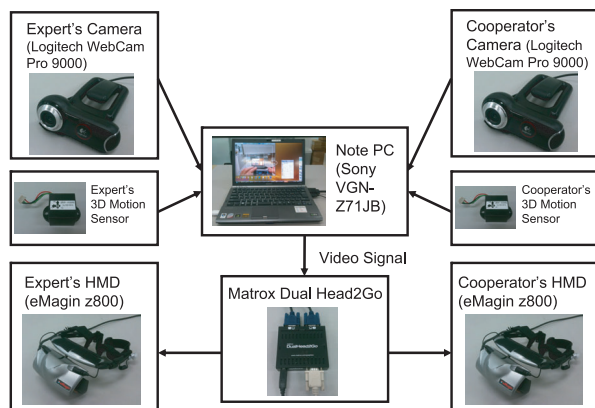 Expert's Camera
(Logitech WebCam
Pro 9000)
Cooperator's
Camera (Logitech
WebCam Pro 9000)
Note PC
(Sony
VGN-
Z71JB)
Expert's
3D Motion
Sensor
Cooperator's
3D Motion
Sensor
Video Signal
Expert's HMD
(eMagin z800)
Matrox Dual Head2Go
DualHead2Go
Cooperator's HMD
(eMagin z800)